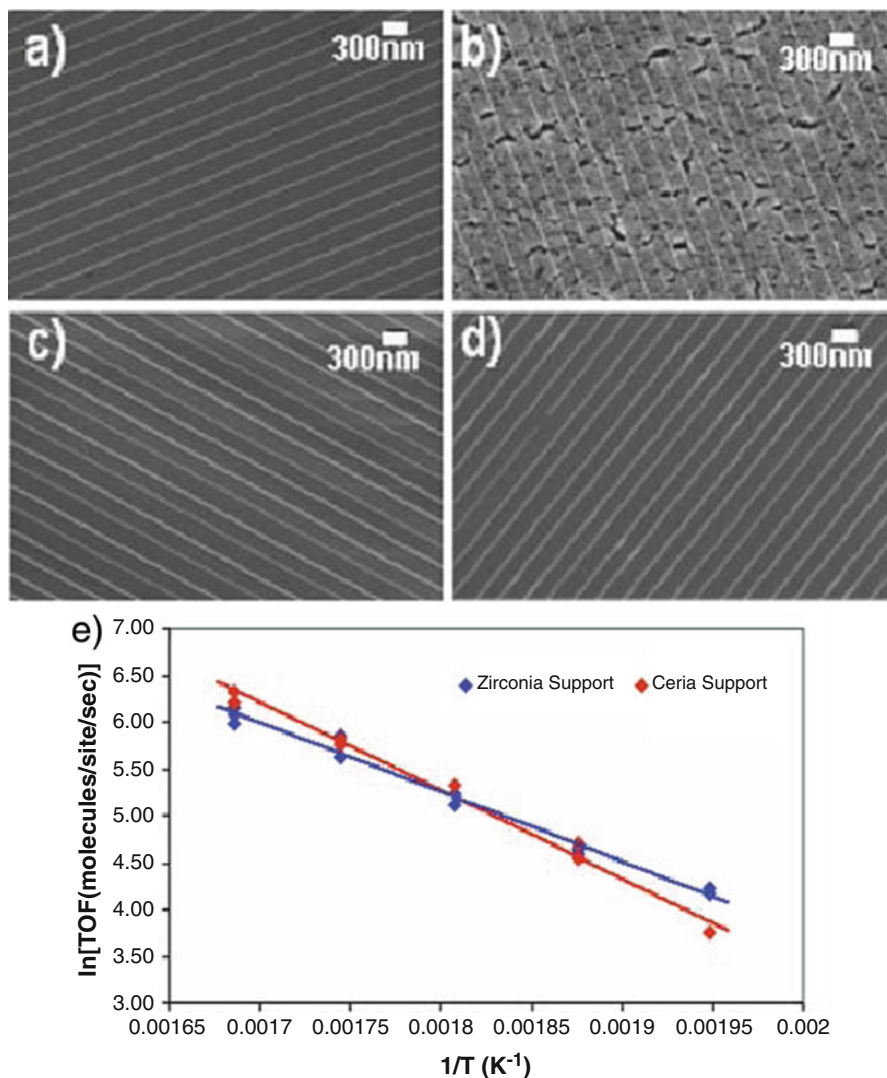 a)
300nm
b)
300nm
c)
300nm
d)
300nm
e)
7.00
6.50
6.00
5.50
5.00
4.50
4.00
3.50
3.00
ln[TOF(molecules/site/sec)]
Zirconia Support
Ceria Support
0.00165 0.0017 0.00175 0.0018 0.00185 0.0019 0.00195 0.002
1/T (K-1)